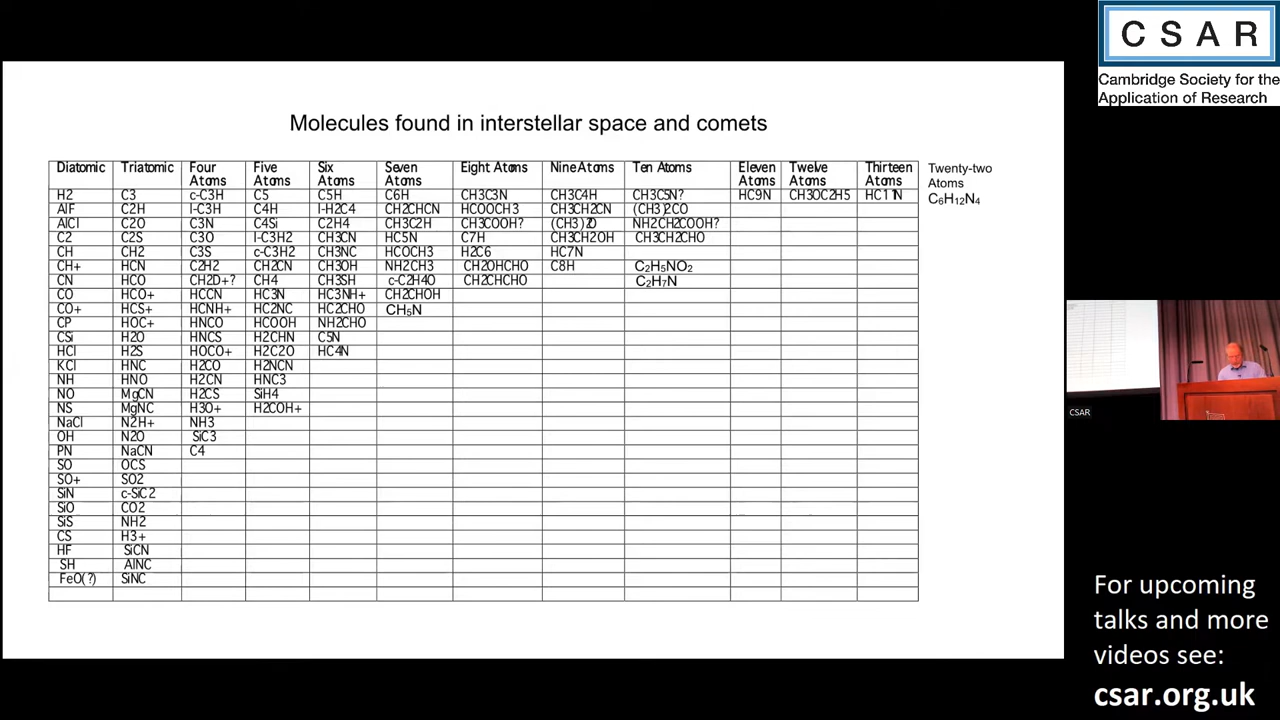 CSAR
Cambridge Society for the
Application of Research
Molecules found in interstellar space and comets
Diatomic Triatomic Four Atoms Five Atoms Six Atoms Seven Atoms Eight Atoms Nine Atoms Ten Atoms Eleven Atoms Twelve Atoms Thirteen Atoms Twenty-two Atoms
H2 C3 c-C3H C5 C5H C6H CH3C3N CH3C4H CH3C5N? HC9N CH3OC2H5 HC11N C₆H₁₂N₄
AlF C2H l-C3H C4H l-H2C4 CH2CHCN HCOOCH3 CH3CH2CN (CH3)2CO
AlCl C2O C3N C4Si C2H4 CH3C2H CH3COOH? (CH3)2O NH2CH2COOH?
C2 C2S C3O l-C3H2 CH3CN HC5N C7H CH3CH2OH CH3CH2CHO
CH CH2 C3S c-C3H2 CH3NC HCOCH3 H2C6 HC7N
CH+ HCN C2H2 CH2CN CH3OH NH2CH3 CH2OHCHO C8H C₂H₅NO₂
CN HCO CH2D+? CH4 CH3SH c-C2H4O CH2CHCHO C₂H₇N
CO HCO+ HCCN HC3N HC3NH+ CH2CHOH
CO+ HCS+ HCNH+ HC2NC HC2CHO CH₅N
CP HOC+ HNCO HCOOH NH2CHO
CSi H2O HNCS H2CHN C5N
HCl H2S HOCO+ H2C2O HC4N
KCl HNC H2CO H2NCN
NH HNO H2CN HNC3
NO MgCN H2CS SiH4
NS MgNC H3O+ H2COH+
NaCl N2H+ NH3
OH N2O SiC3
PN NaCN C4
SO OCS
SO+ SO2
SiN c-SiC2
SiO CO2
SiS NH2
CS H3+
HF SiCN
SH AlNC
FeO(?) SiNC
CSAR
For upcoming
talks and more
videos see:
csar.org.uk